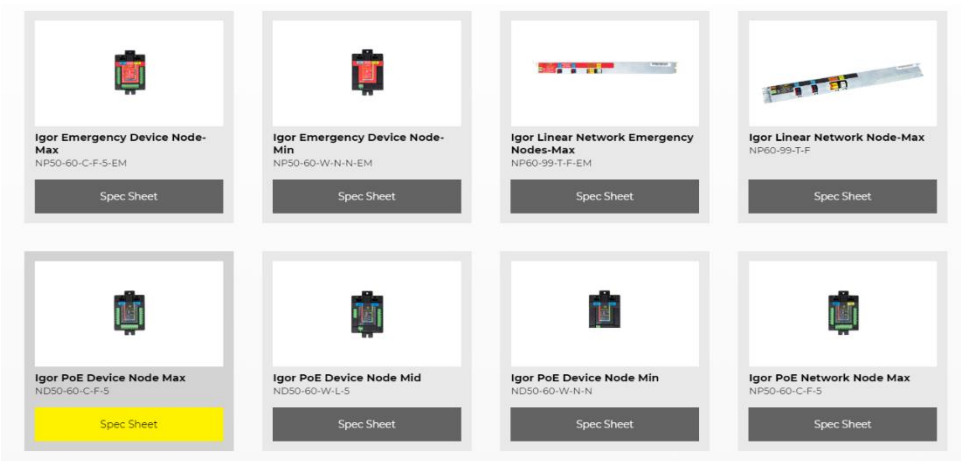 Igor Emergency Device Node-
Max
NP50-60-C-F-5-EM
Spec Sheet
Igor Emergency Device Node-
Min
NP50-60-W-N-N-EM
Spec Sheet
Igor Linear Network Emergency
Nodes-Max
NP60-99-T-F-EM
Spec Sheet
Igor Linear Network Node-Max
NP60-99-T-F
Spec Sheet
Igor PoE Device Node Max
ND50-60-C-F-5
Spec Sheet
Igor PoE Device Node Mid
ND50-60-W-L-5
Spec Sheet
Igor PoE Device Node Min
ND50-60-W-N-N
Spec Sheet
Igor PoE Network Node Max
NP50-60-C-F-5
Spec Sheet